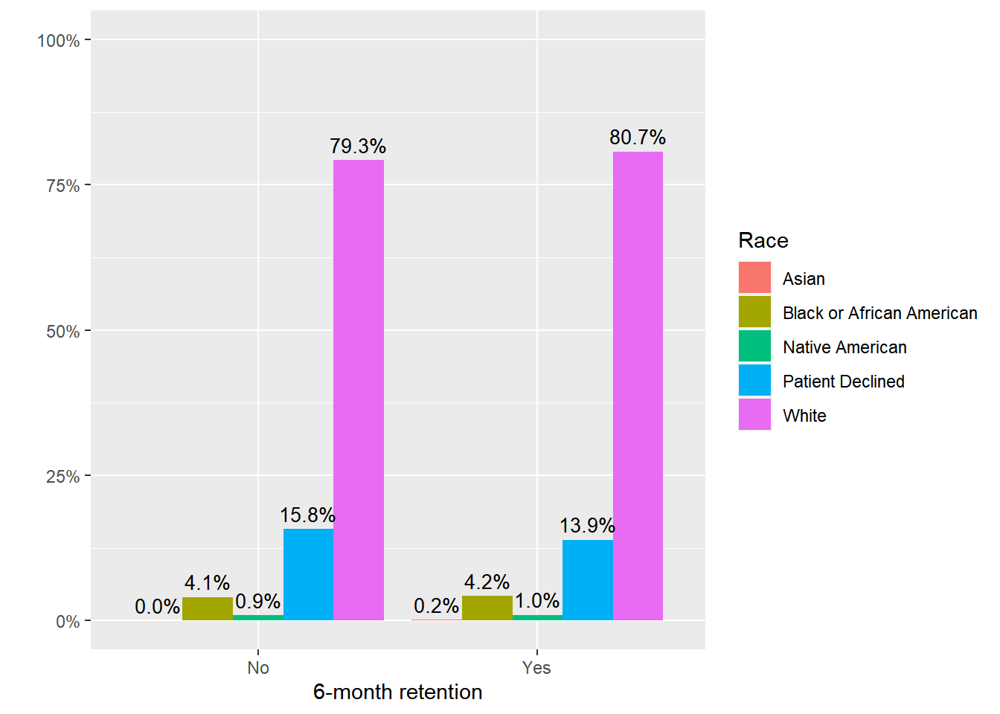 100%
75%
50%
25%
0%
0.0%
4.1%
0.9%
15.8%
79.3%
0.2%
4.2%
1.0%
13.9%
80.7%
No
Yes
6-month retention
Race
Asian
Black or African American
Native American
Patient Declined
White